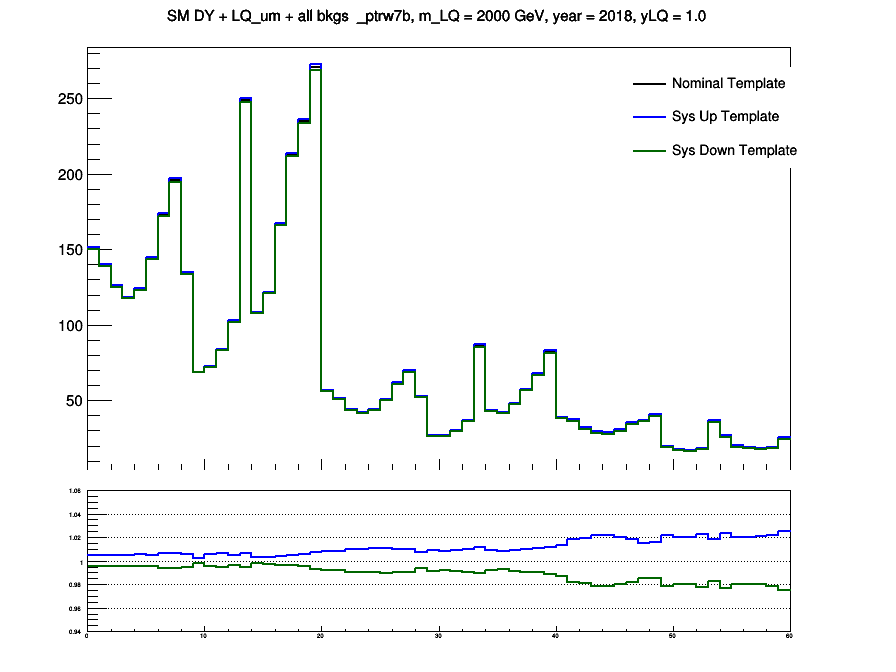 SM DY + LQ_um + all bkgs _ptrw7b, m_LQ = 2000 GeV, year = 2018, yLQ = 1.0
Nominal Template
Sys Up Template
Sys Down Template
250
200
150
100
50
1.06
1.04
1.02
1
0.98
0.96
0.94
0 10 20 30 40 50 60